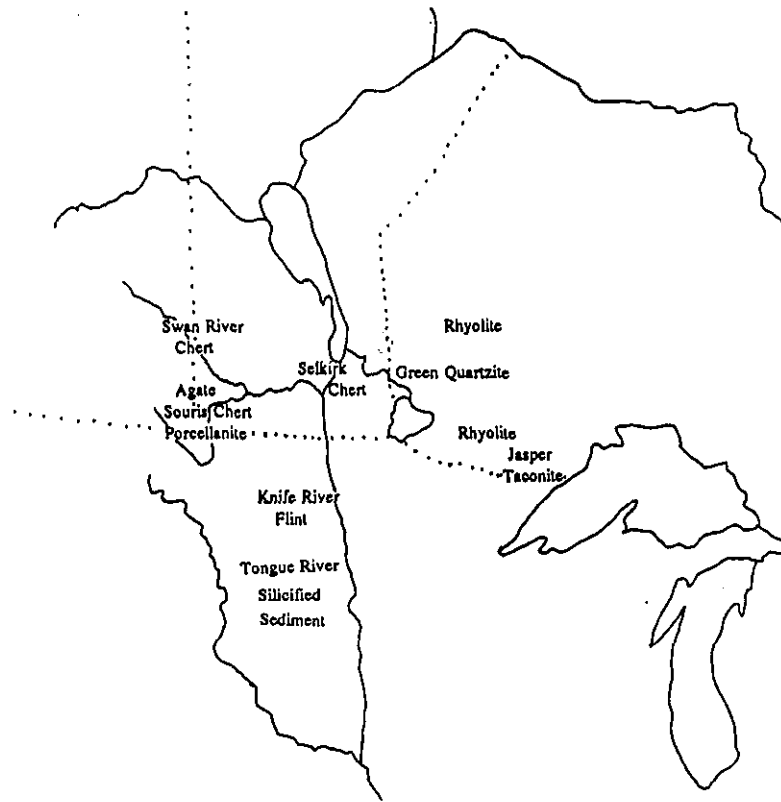 Swan River
Chert
Rhyolite
Selkirk
Chert
Green Quartzite
Agate
Souris Chert
Porcellanite
Rhyolite
Jasper
Taconite
Knife River
Flint
Tongue River
Silicified
Sediment